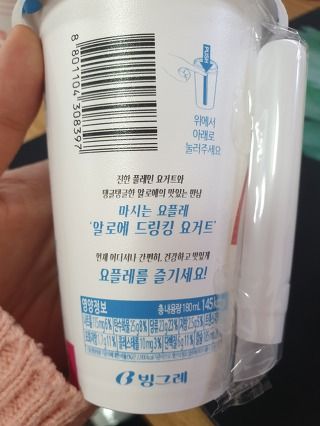 8 801104 308397
PUSH
위에서
아래로
눌러주세요
진한 플레인 요거트와
탱글탱글한 알로에의 맛있는 만남
마시는 요플레
'알로에 드링킹 요거트'
언제 어디서나 간편히, 건강하고 맛있게
요플레를 즐기세요!
영양정보 총 내용량 180mL 145
빙그레